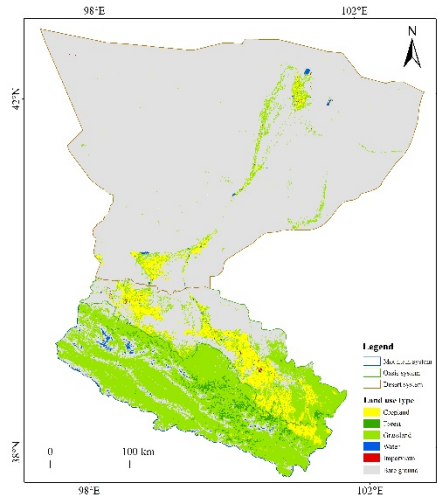 98°E
102°E
N
42°N
Legend
Mountain system
Oasis system
Desert system
Land use type
Cropland
Forest
Grassland
Water
Impervious
Bare ground
38°N
0
100 km
98°E
102°E